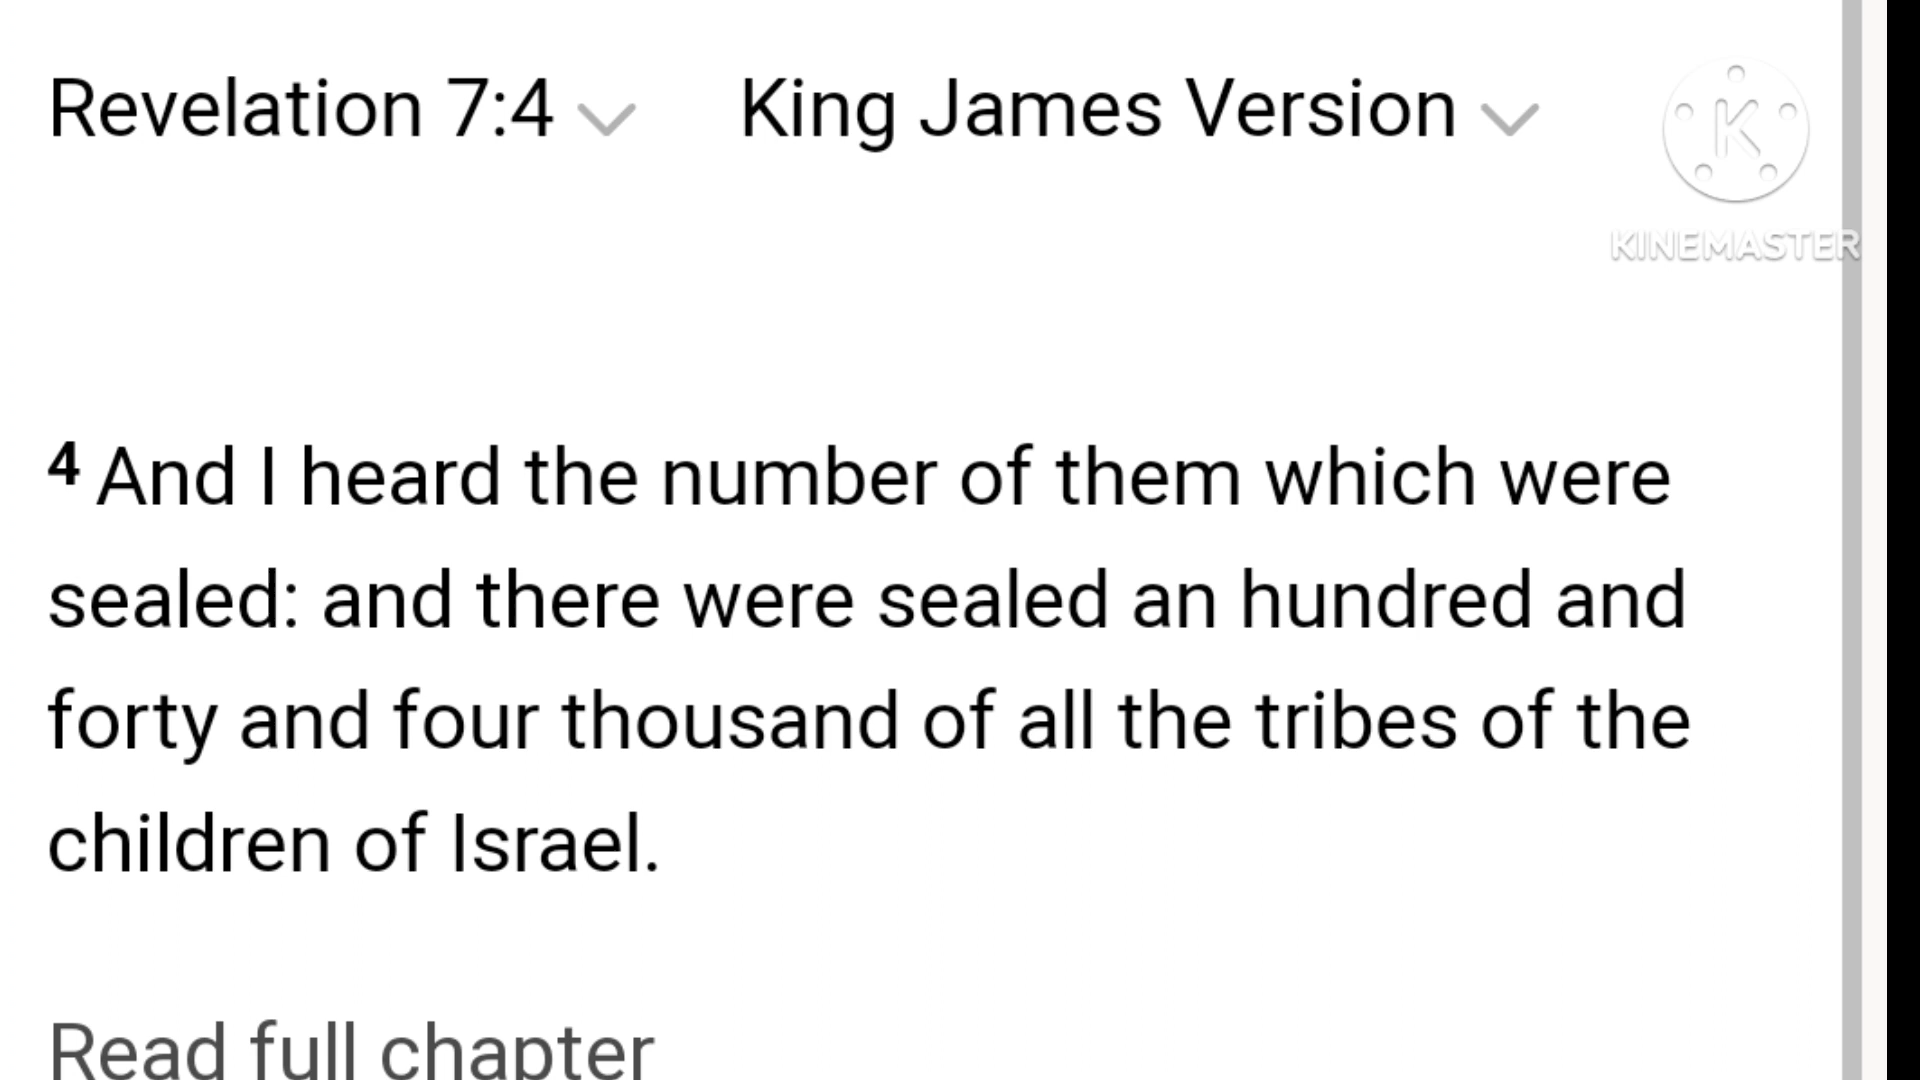 Revelation 7:4 King James Version
K
KINEMASTER
4 And I heard the number of them which were
sealed: and there were sealed an hundred and
forty and four thousand of all the tribes of the
children of Israel.
Read full chapter